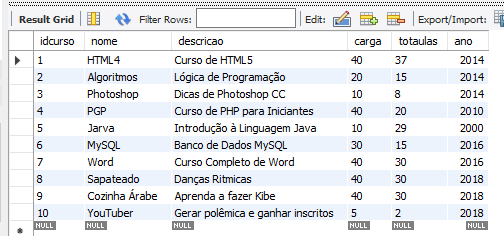 Result Grid Filter Rows: Edit: Export/Import:
idcurso nome descricao carga totaulas ano
1 HTML4 Curso de HTML5 40 37 2014
2 Algoritmos Lógica de Programação 20 15 2014
3 Photoshop Dicas de Photoshop CC 10 8 2014
4 PGP Curso de PHP para Iniciantes 40 20 2010
5 Jarva Introdução à Linguagem Java 10 29 2000
6 MySQL Banco de Dados MySQL 30 15 2016
7 Word Curso Completo de Word 40 30 2016
8 Sapateado Danças Ritmicas 40 30 2018
9 Cozinha Árabe Aprenda a fazer Kibe 40 30 2018
10 YouTuber Gerar polêmica e ganhar inscritos 5 2 2018
NULL NULL NULL NULL NULL NULL